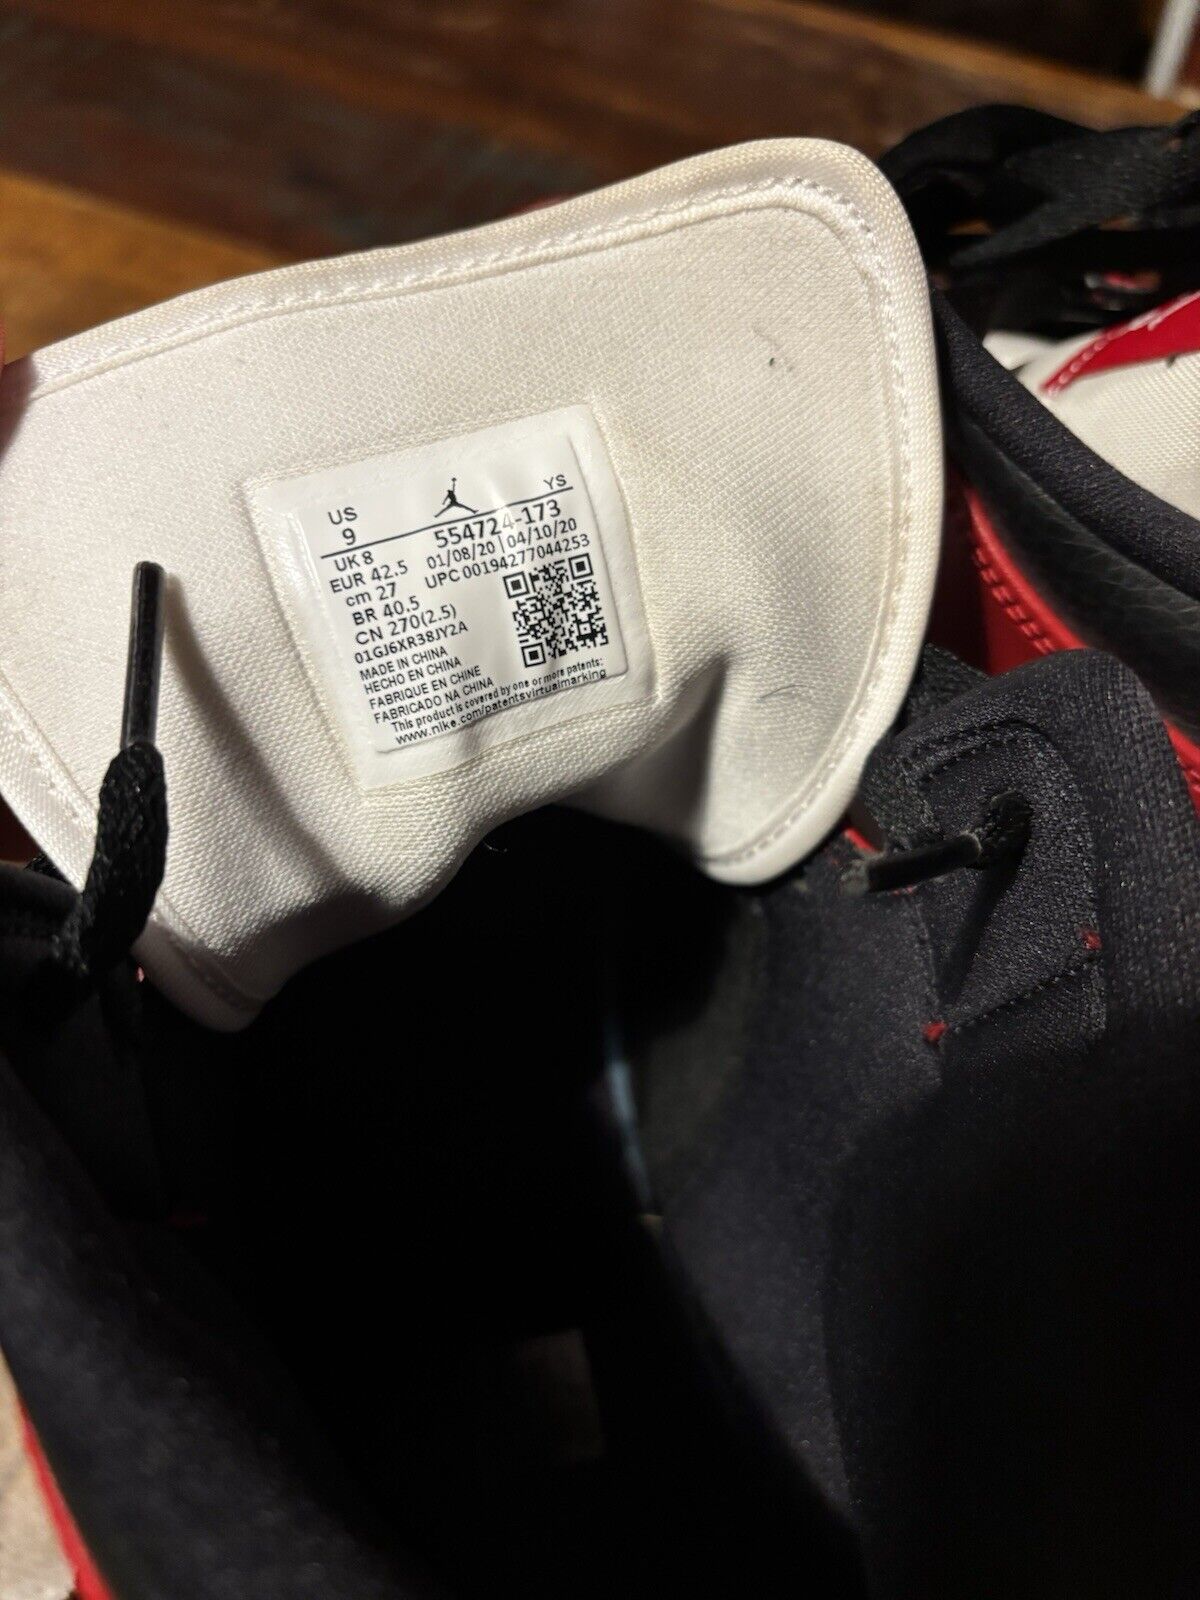 US YS
9 554724-173
UK 8 01/08/20 | 04/10/20
EUR 42.5 UPC 00194277044253
cm 27
BR 40.5
CN 270(2.5)
01GJ6XR38JY2A
MADE IN CHINA
HECHO EN CHINA
FABRIQUE EN CHINE
FABRICADO NA CHINA
This product is covered by one or more patents:
www.nike.com/patentsvirtualmarking